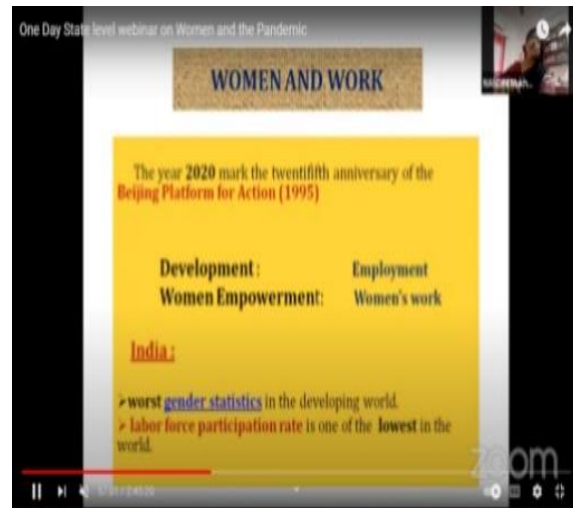 One Day State level webinar on Women and the Pandemic
WOMEN AND WORK
The year 2020 mark the twentififth anniversary of the
Beijing Platform for Action (1995)
Development : Employment
Women Empowerment: Women's work
India :
➢worst gender statistics in the developing world.
➢ labor force participation rate is one of the lowest in the
world.
zoom